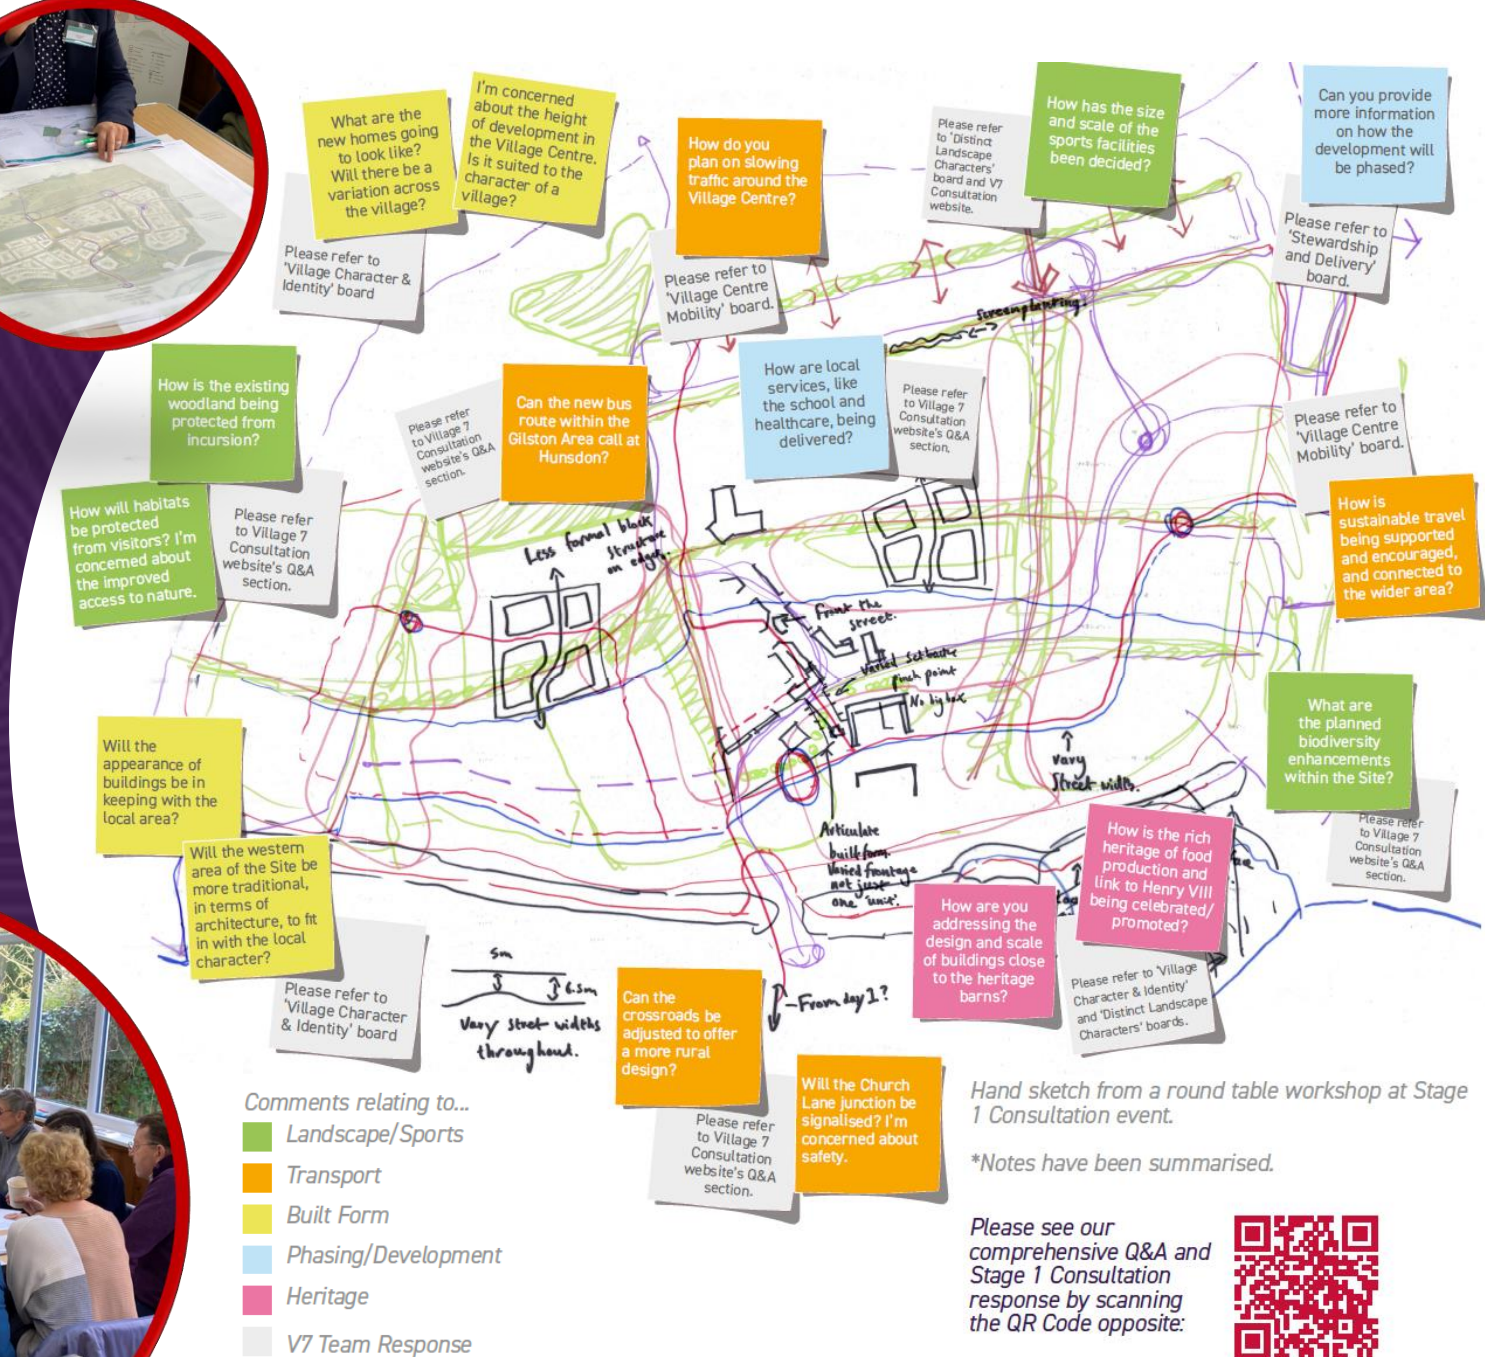 What are the
new homes going
to look like?
Will there be a
variation across
the village?
I'm concerned
about the height
of development in
the Village Centre.
Is it suited to the
character of a
village?
Please refer to
'Village Character &
Identity' board
How do you
plan on slowing
traffic around the
Village Centre?
Please refer to
'Village Centre
Mobility' board.
Please refer
to 'Distinct
Landscape
Characters'
board and V7
Consultation
website.
How has the size
and scale of the
sports facilities
been decided?
Can you provide
more information
on how the
development will
be phased?
Please refer to
'Stewardship
and Delivery'
board.
Screen planting.
How is the existing
woodland being
protected from
incursion?
How will habitats
be protected
from visitors? I'm
concerned about
the improved
access to nature.
Please refer
to Village 7
Consultation
website's Q&A
section.
Please refer
to Village 7
Consultation
website's Q&A
section.
Can the new bus
route within the
Gilston Area call at
Hunsdon?
How are local
services, like
the school and
healthcare, being
delivered?
Please refer
to Village 7
Consultation
website's Q&A
section.
Please refer to
'Village Centre
Mobility' board.
How is
sustainable travel
being supported
and encouraged,
and connected to
the wider area?
Less formal block
structure
on edges.
Front the
street.
Varied setbacks
pinch point
No big box
Vary
Street widths.
Articulate
built form.
Varied frontage
not just
one 'unit'.
What are
the planned
biodiversity
enhancements
within the Site?
Please refer
to Village 7
Consultation
website's Q&A
section.
Will the
appearance of
buildings be in
keeping with the
local area?
Will the western
area of the Site be
more traditional,
in terms of
architecture, to fit
in with the local
character?
Please refer to
'Village Character
& Identity' board
How are you
addressing the
design and scale
of buildings close
to the heritage
barns?
How is the rich
heritage of food
production and
link to Henry VIII
being celebrated/
promoted?
Please refer to 'Village
Character & Identity'
and 'Distinct Landscape
Characters' boards.
5m
6.5m
Vary street widths
throughout.
Can the
crossroads be
adjusted to offer
a more rural
design?
From day 1?
Please refer
to Village 7
Consultation
website's Q&A
section.
Will the Church
Lane junction be
signalised? I'm
concerned about
safety.
Comments relating to...
Landscape/Sports
Transport
Built Form
Phasing/Development
Heritage
V7 Team Response
Hand sketch from a round table workshop at Stage
1 Consultation event.
*Notes have been summarised.
Please see our
comprehensive Q&A and
Stage 1 Consultation
response by scanning
the QR Code opposite: